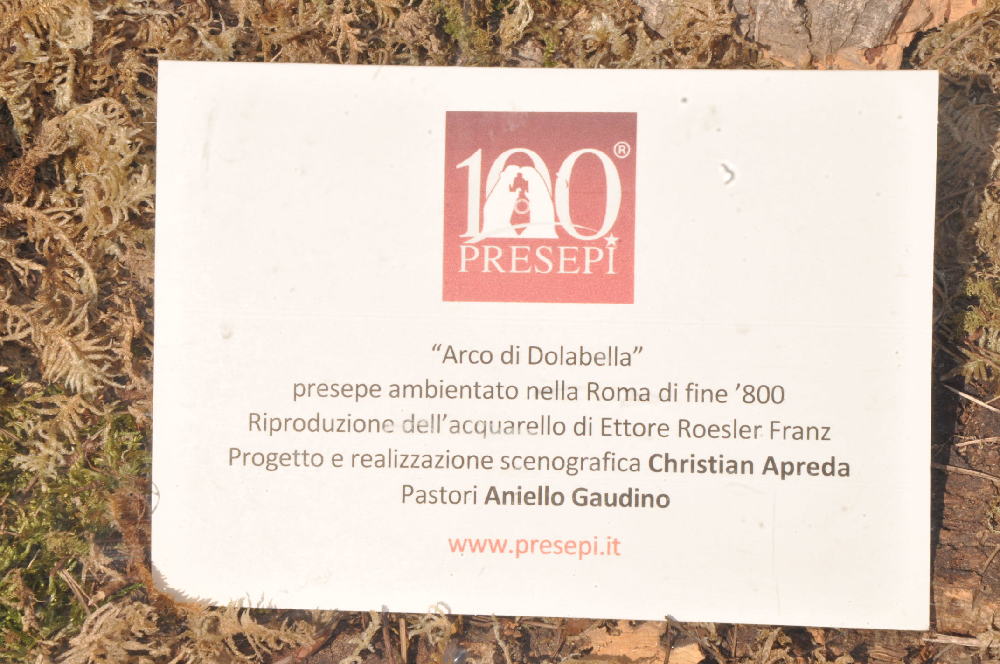 100®
PRESEPI
“Arco di Dolabella”
presepe ambientato nella Roma di fine ’800
Riproduzione dell’acquarello di Ettore Roesler Franz
Progetto e realizzazione scenografica Christian Apreda
Pastori Aniello Gaudino
www.presepi.it